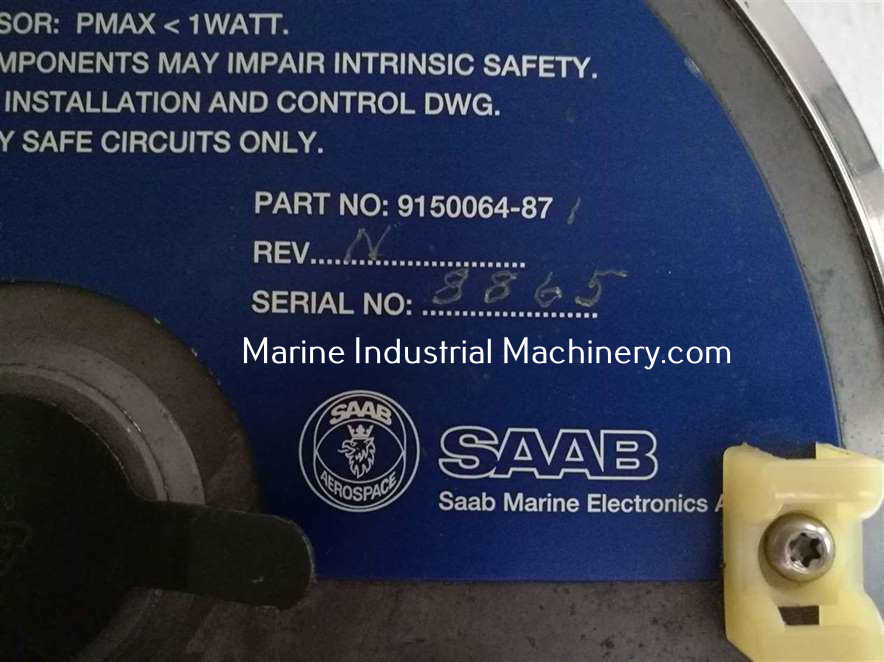 SOR: PMAX < 1WATT.
MPONENTS MAY IMPAIR INTRINSIC SAFETY.
INSTALLATION AND CONTROL DWG.
Y SAFE CIRCUITS ONLY.
PART NO: 9150064-87 1
REV....N....................
SERIAL NO: 8865
Marine Industrial Machinery.com
SAAB
AEROSPACE
SAAB
Saab Marine Electronics A